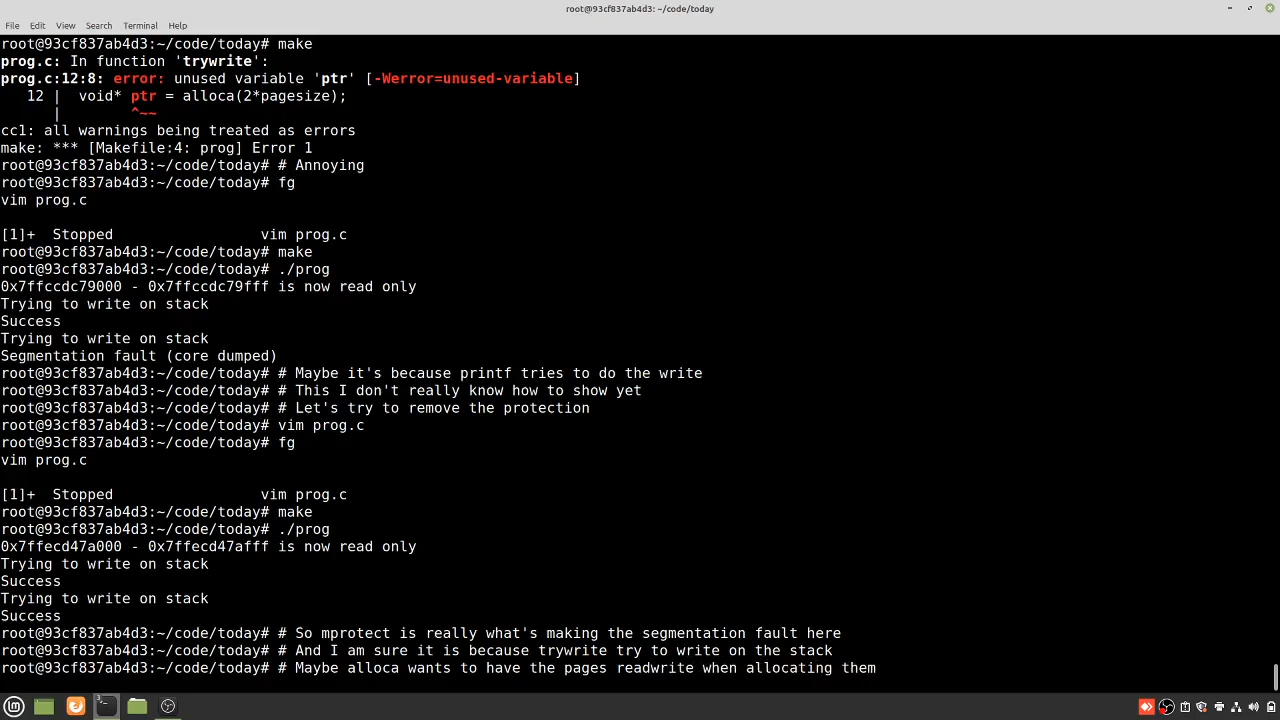 root@93cf837ab4d3: ~/code/today
File Edit View Search Terminal Help
root@93cf837ab4d3:~/code/today# make
prog.c: In function 'trywrite':
prog.c:12:8: error: unused variable 'ptr' [-Werror=unused-variable]
   12 |  void* ptr = alloca(2*pagesize);
      |        ^~~
cc1: all warnings being treated as errors
make: *** [Makefile:4: prog] Error 1
root@93cf837ab4d3:~/code/today# # Annoying
root@93cf837ab4d3:~/code/today# fg
vim prog.c
[1]+  Stopped                 vim prog.c
root@93cf837ab4d3:~/code/today# make
root@93cf837ab4d3:~/code/today# ./prog
0x7ffccdc79000 - 0x7ffccdc79fff is now read only
Trying to write on stack
Success
Trying to write on stack
Segmentation fault (core dumped)
root@93cf837ab4d3:~/code/today# # Maybe it's because printf tries to do the write
root@93cf837ab4d3:~/code/today# # This I don't really know how to show yet
root@93cf837ab4d3:~/code/today# # Let's try to remove the protection
root@93cf837ab4d3:~/code/today# vim prog.c
root@93cf837ab4d3:~/code/today# fg
vim prog.c
[1]+  Stopped                 vim prog.c
root@93cf837ab4d3:~/code/today# make
root@93cf837ab4d3:~/code/today# ./prog
0x7ffecd47a000 - 0x7ffecd47afff is now read only
Trying to write on stack
Success
Trying to write on stack
Success
root@93cf837ab4d3:~/code/today# # So mprotect is really what's making the segmentation fault here
root@93cf837ab4d3:~/code/today# # And I am sure it is because trywrite try to write on the stack
root@93cf837ab4d3:~/code/today# # Maybe alloca wants to have the pages readwrite when allocating them
3